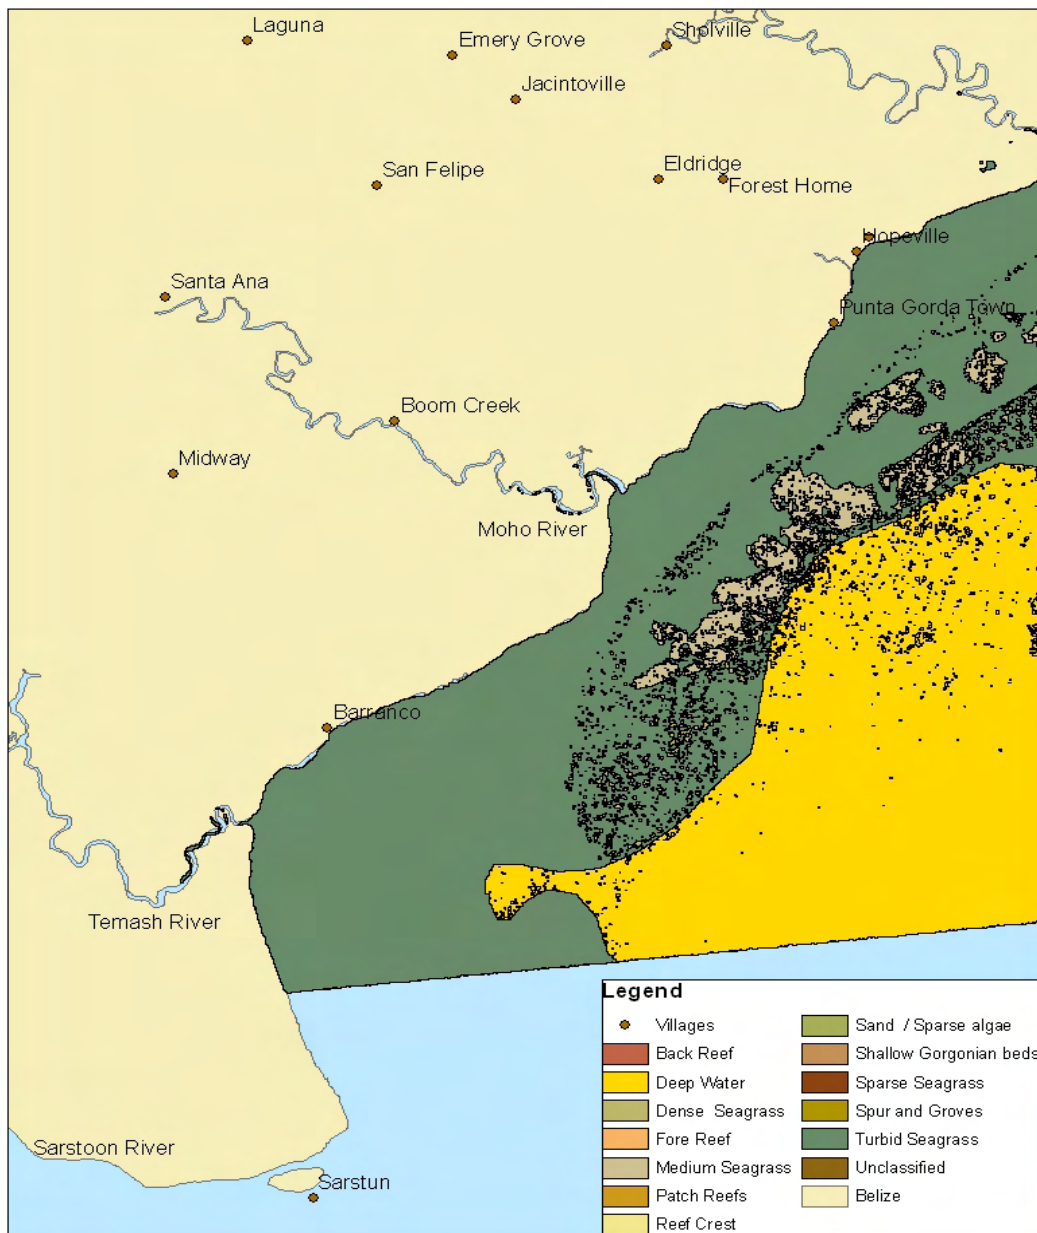 Laguna
Emery Grove
Sholville
Jacintoville
San Felipe
Eldridge
Forest Home
Hopeville
Santa Ana
Punta Gorda Town
Boom Creek
Midway
Moho River
Barranco
Temash River
Sarstoon River
Sarstun
Legend
Villages
Back Reef
Deep Water
Dense Seagrass
Fore Reef
Medium Seagrass
Patch Reefs
Reef Crest
Sand / Sparse algae
Shallow Gorgonian beds
Sparse Seagrass
Spur and Groves
Turbid Seagrass
Unclassified
Belize